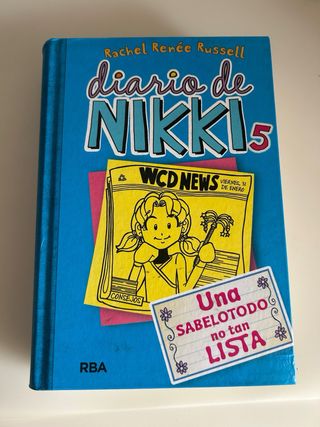 Rachel Renée Russell
diario de
NIKKI 5
WCD NEWS
VIERNES, 31
DE ENERO
CONSEJOS
Una
SABELOTODO
no tan
LISTA
RBA